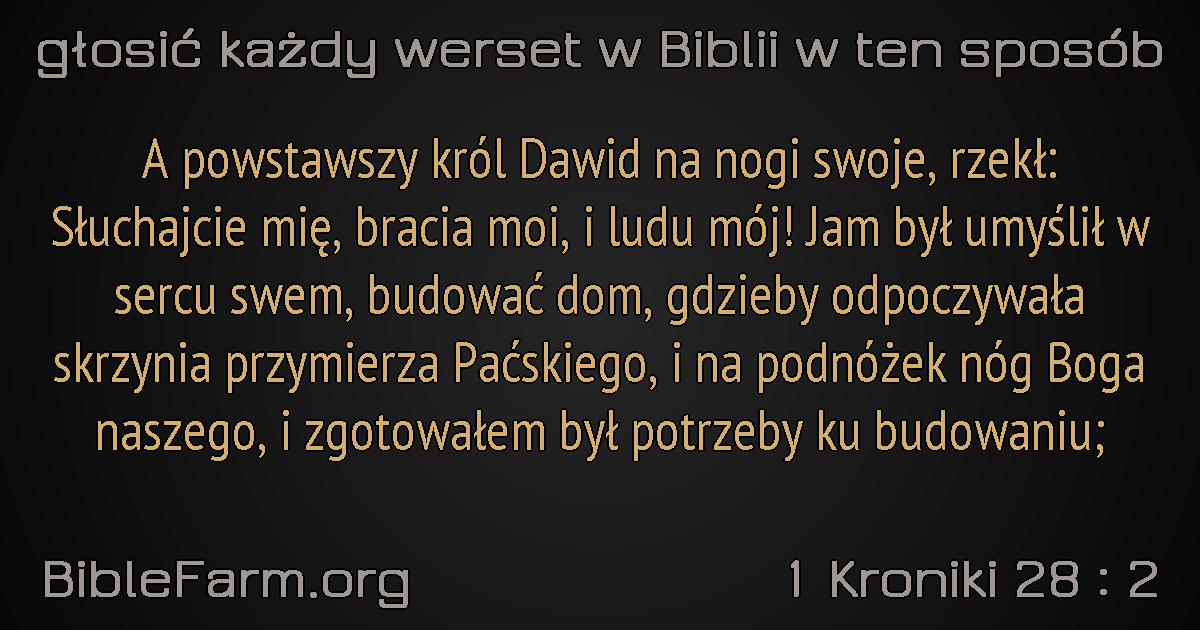 głosić każdy werset w Biblii w ten sposób
A powstawszy król Dawid na nogi swoje, rzekł:
Słuchajcie mię, bracia moi, i ludu mój! Jam był umyślił w
sercu swem, budować dom, gdzieby odpoczywała
skrzynia przymierza Paćskiego, i na podnóżek nóg Boga
naszego, i zgotowałem był potrzeby ku budowaniu;
BibleFarm.org
1 Kroniki 28 : 2